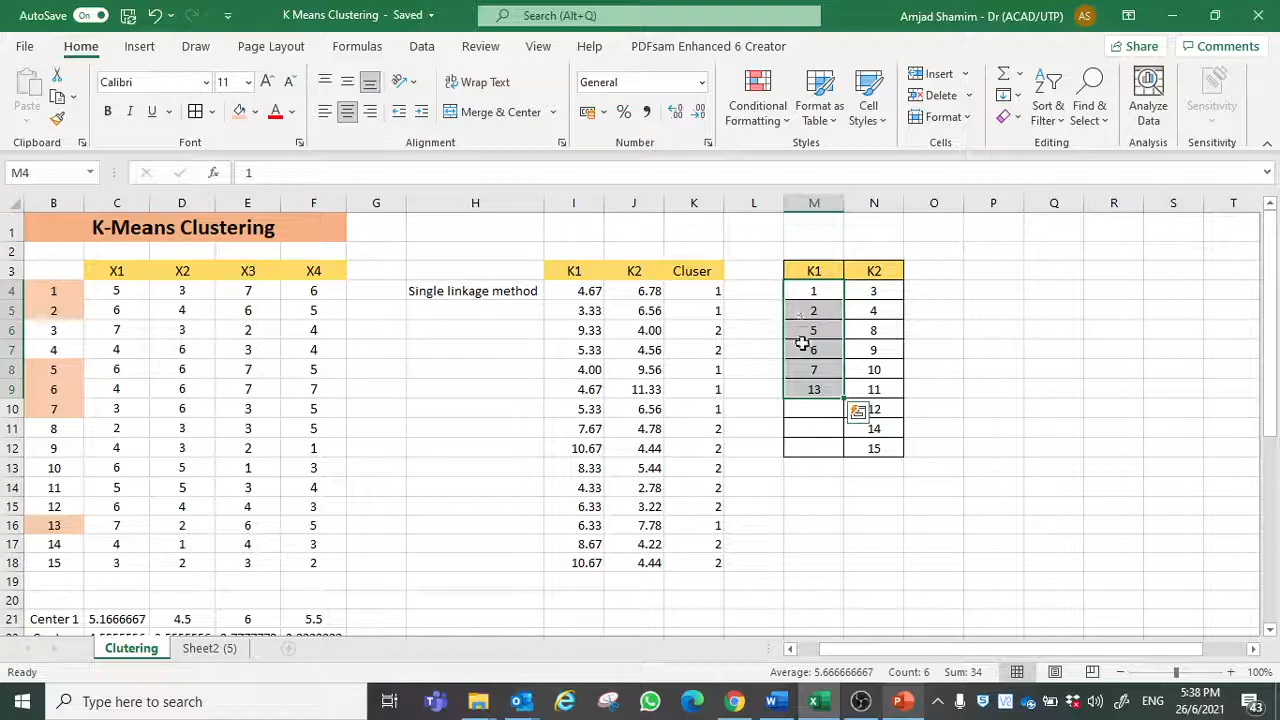 AutoSave On K Means Clustering - Saved Search (Alt+Q) Amjad Shamim - Dr (ACAD/UTP) AS
File Home Insert Draw Page Layout Formulas Data Review View Help PDFsam Enhanced 6 Creator Share Comments
Paste Calibri 11 Wrap Text General Conditional Formatting Format as Table Cell Styles Insert Sort & Filter Find & Select Analyze Data Sensitivity
Delete
B I U A Merge & Center % Format
Clipboard Font Alignment Number Styles Cells Editing Analysis Sensitivity
M4 fx 1
B C D E F G H I J K L M N O P Q R S T
1 K-Means Clustering
2
3 X1 X2 X3 X4 K1 K2 Cluser K1 K2
4 1 5 3 7 6 Single linkage method 4.67 6.78 1 1 3
5 2 6 4 6 5 3.33 6.56 1 2 4
6 3 7 3 2 4 9.33 4.00 2 5 8
7 4 4 6 3 4 5.33 4.56 2 6 9
8 5 6 6 7 5 4.00 9.56 1 7 10
9 6 4 6 7 7 4.67 11.33 1 13 11
10 7 3 6 3 5 5.33 6.56 1 12
11 8 2 3 3 5 7.67 4.78 2 14
12 9 4 3 2 1 10.67 4.44 2 15
13 10 6 5 1 3 8.33 5.44 2
14 11 5 5 3 4 4.33 2.78 2
15 12 6 4 4 3 6.33 3.22 2
16 13 7 2 6 5 6.33 7.78 1
17 14 4 1 4 3 8.67 4.22 2
18 15 3 2 3 2 10.67 4.44 2
19
20
21 Center 1 5.1666667 4.5 6 5.5
Clutering Sheet2 (5)
Ready Average: 5.666666667 Count: 6 Sum: 34 100%
Type here to search ENG 5:38 PM
26/6/2021 43